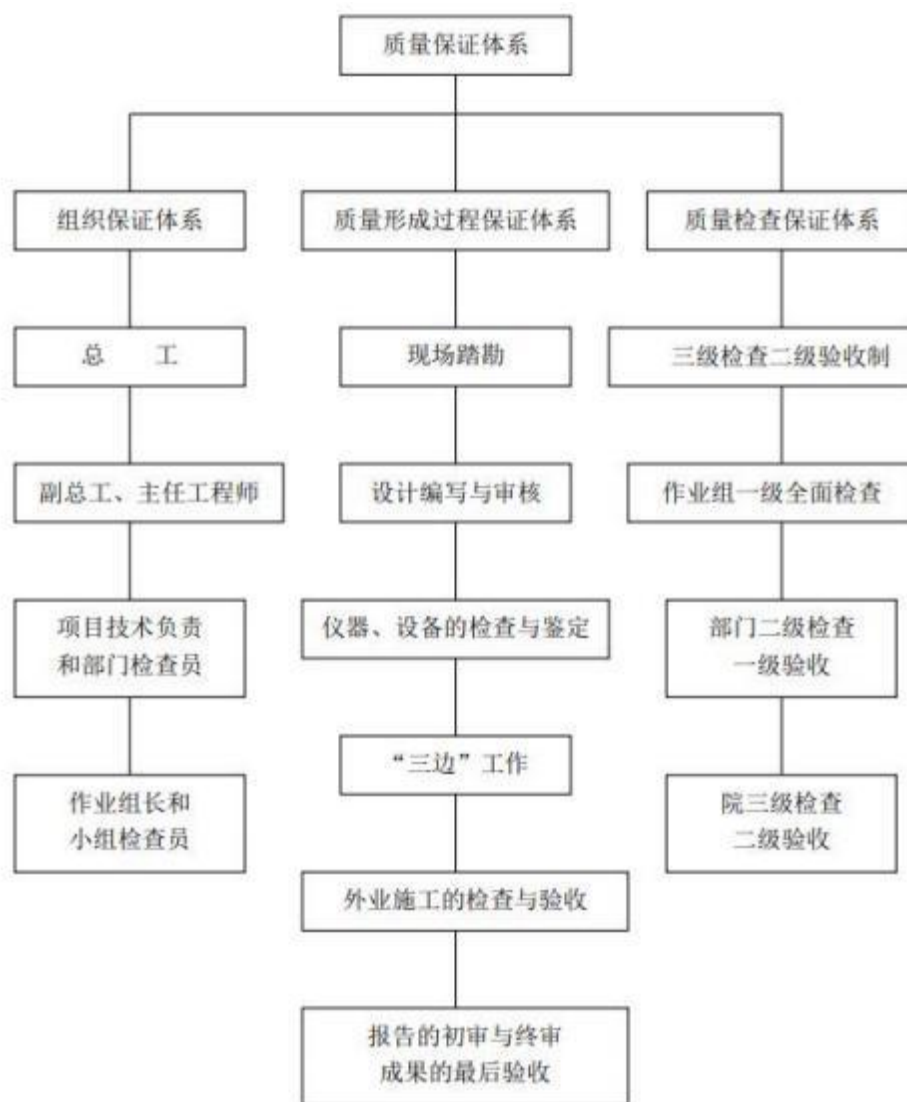 质量保证体系
组织保证体系
质量形成过程保证体系
质量检查保证体系
总 工
现场踏勘
三级检查二级验收制
副总工、主任工程师
设计编写与审核
作业组一级全面检查
项目技术负责
和部门检查员
仪器、设备的检查与鉴定
部门二级检查
一级验收
“三边”工作
作业组长和
小组检查员
院三级检查
二级验收
外业施工的检查与验收
报告的初审与终审
成果的最后验收